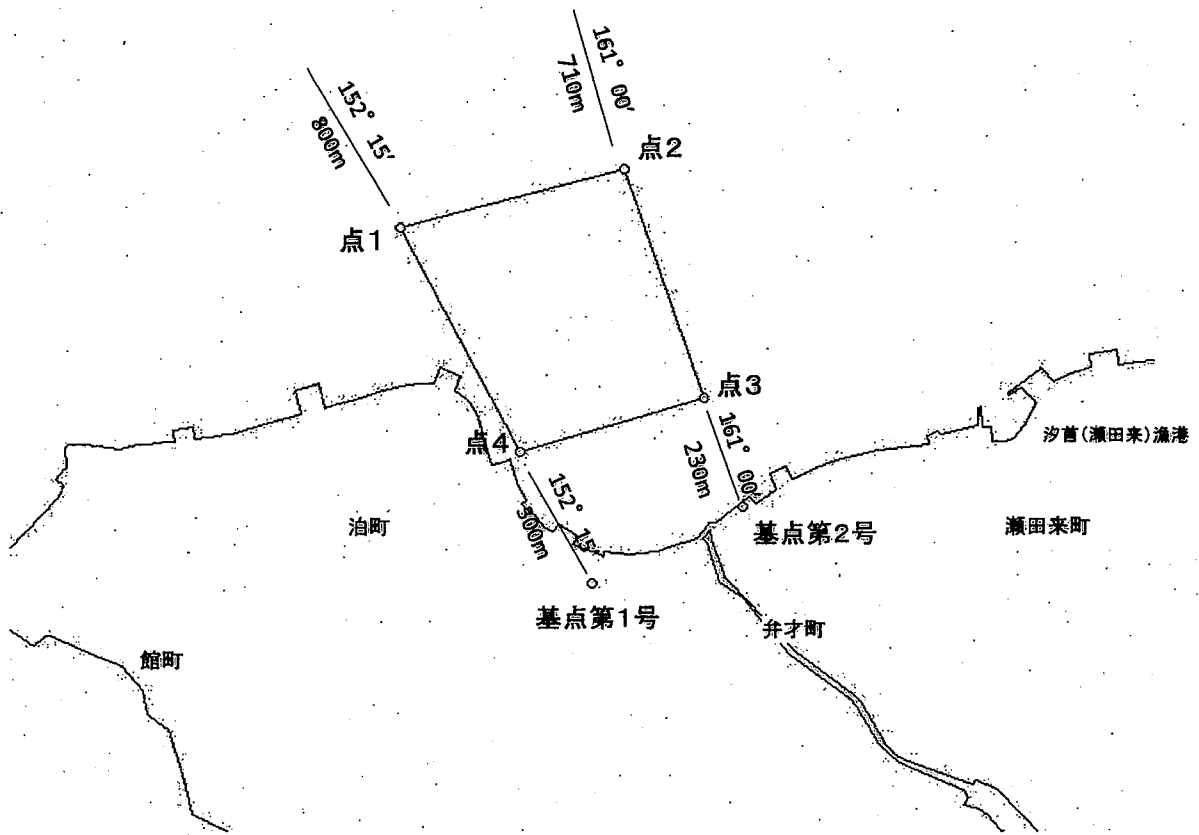 161° 00′
710m
152° 15′
800m
点2
点1
点3
点4
161° 00′
230m
152° 15′
300m
汐首(瀬田来)漁港
泊町
基点第2号
瀬田来町
基点第1号
弁才町
館町